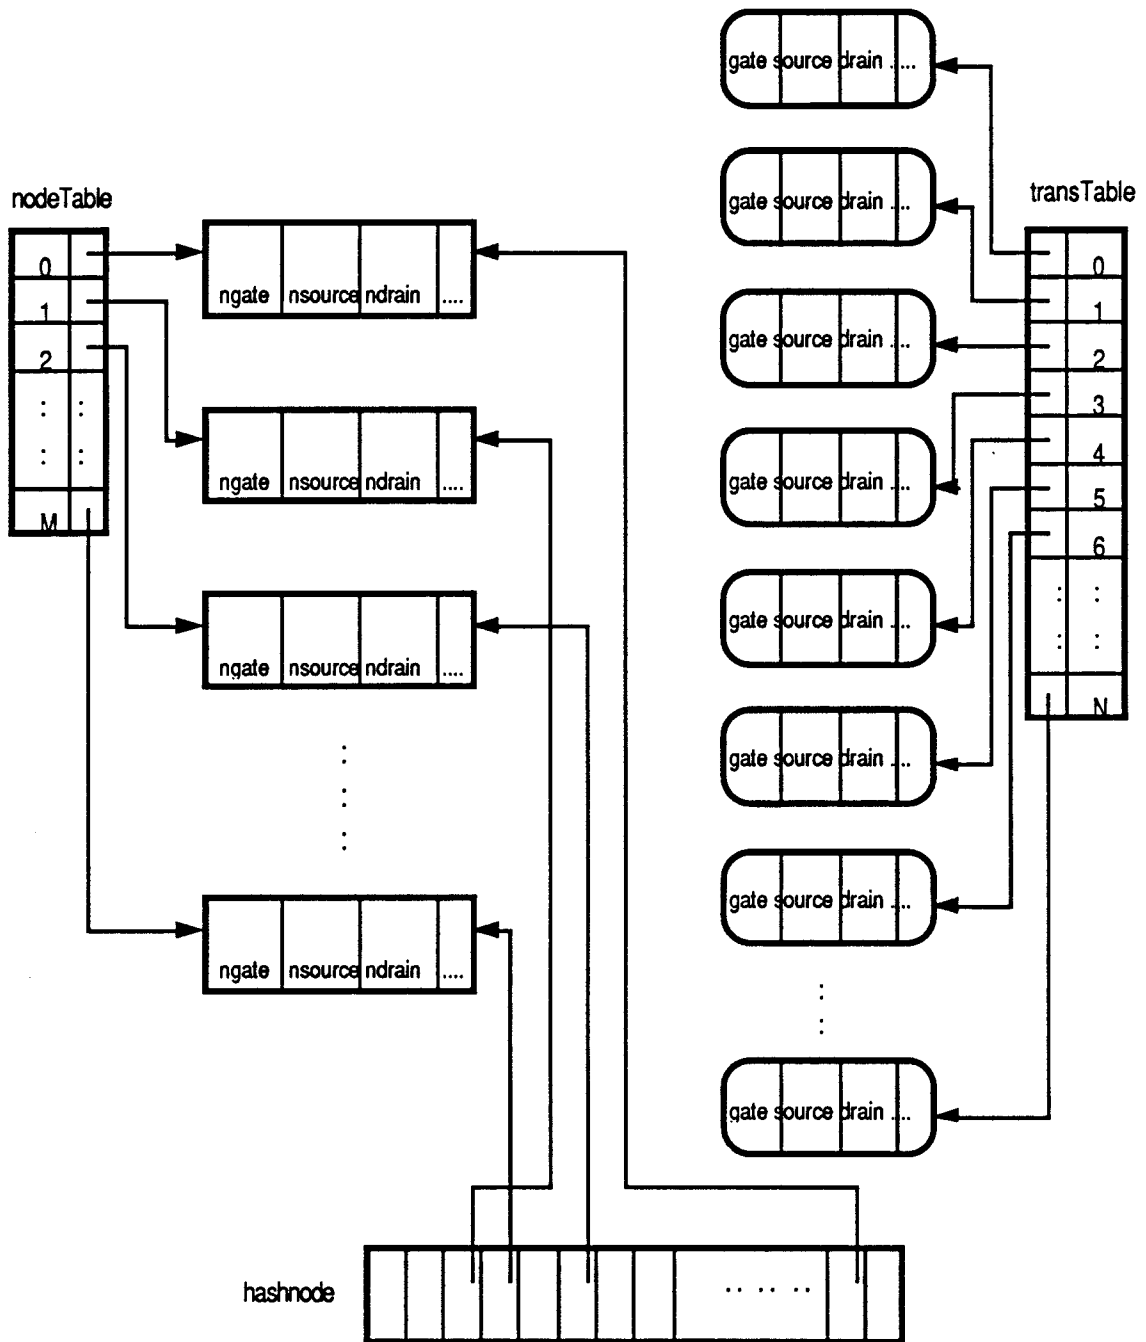 gate source drain ....
gate source drain ....
nodeTable
transTable
0
ngate nsource ndrain ....
0
1
1
2
gate source drain ....
2
3
: :
4
: :
ngate nsource ndrain ....
gate source drain ....
5
M
6
: :
gate source drain ....
: :
ngate nsource ndrain ....
N
gate source drain ....
gate source drain ....
ngate nsource ndrain ....
gate source drain ....
hashnode
.. .. ..